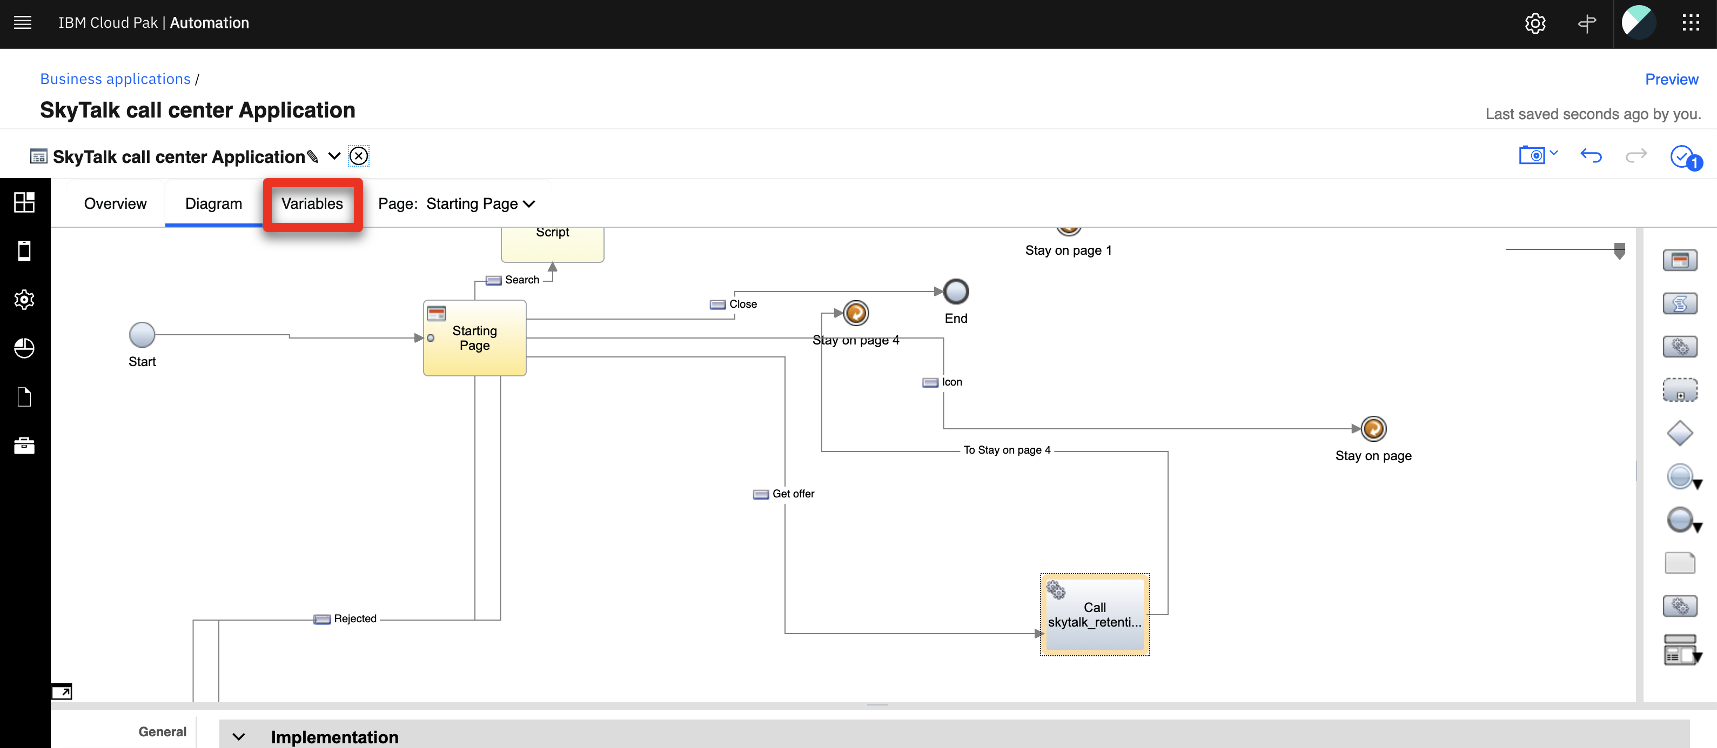 IBM Cloud Pak | Automation
Business applications /
Preview
SkyTalk call center Application
Last saved seconds ago by you.
SkyTalk call center Application
1
Overview
Diagram
Variables
Page: Starting Page
Script
Stay on page 1
Search
Close
End
Starting
Page
Start
Stay on page 4
Icon
To Stay on page 4
Stay on page
Get offer
Call
skytalk_retenti...
Rejected
General
Implementation